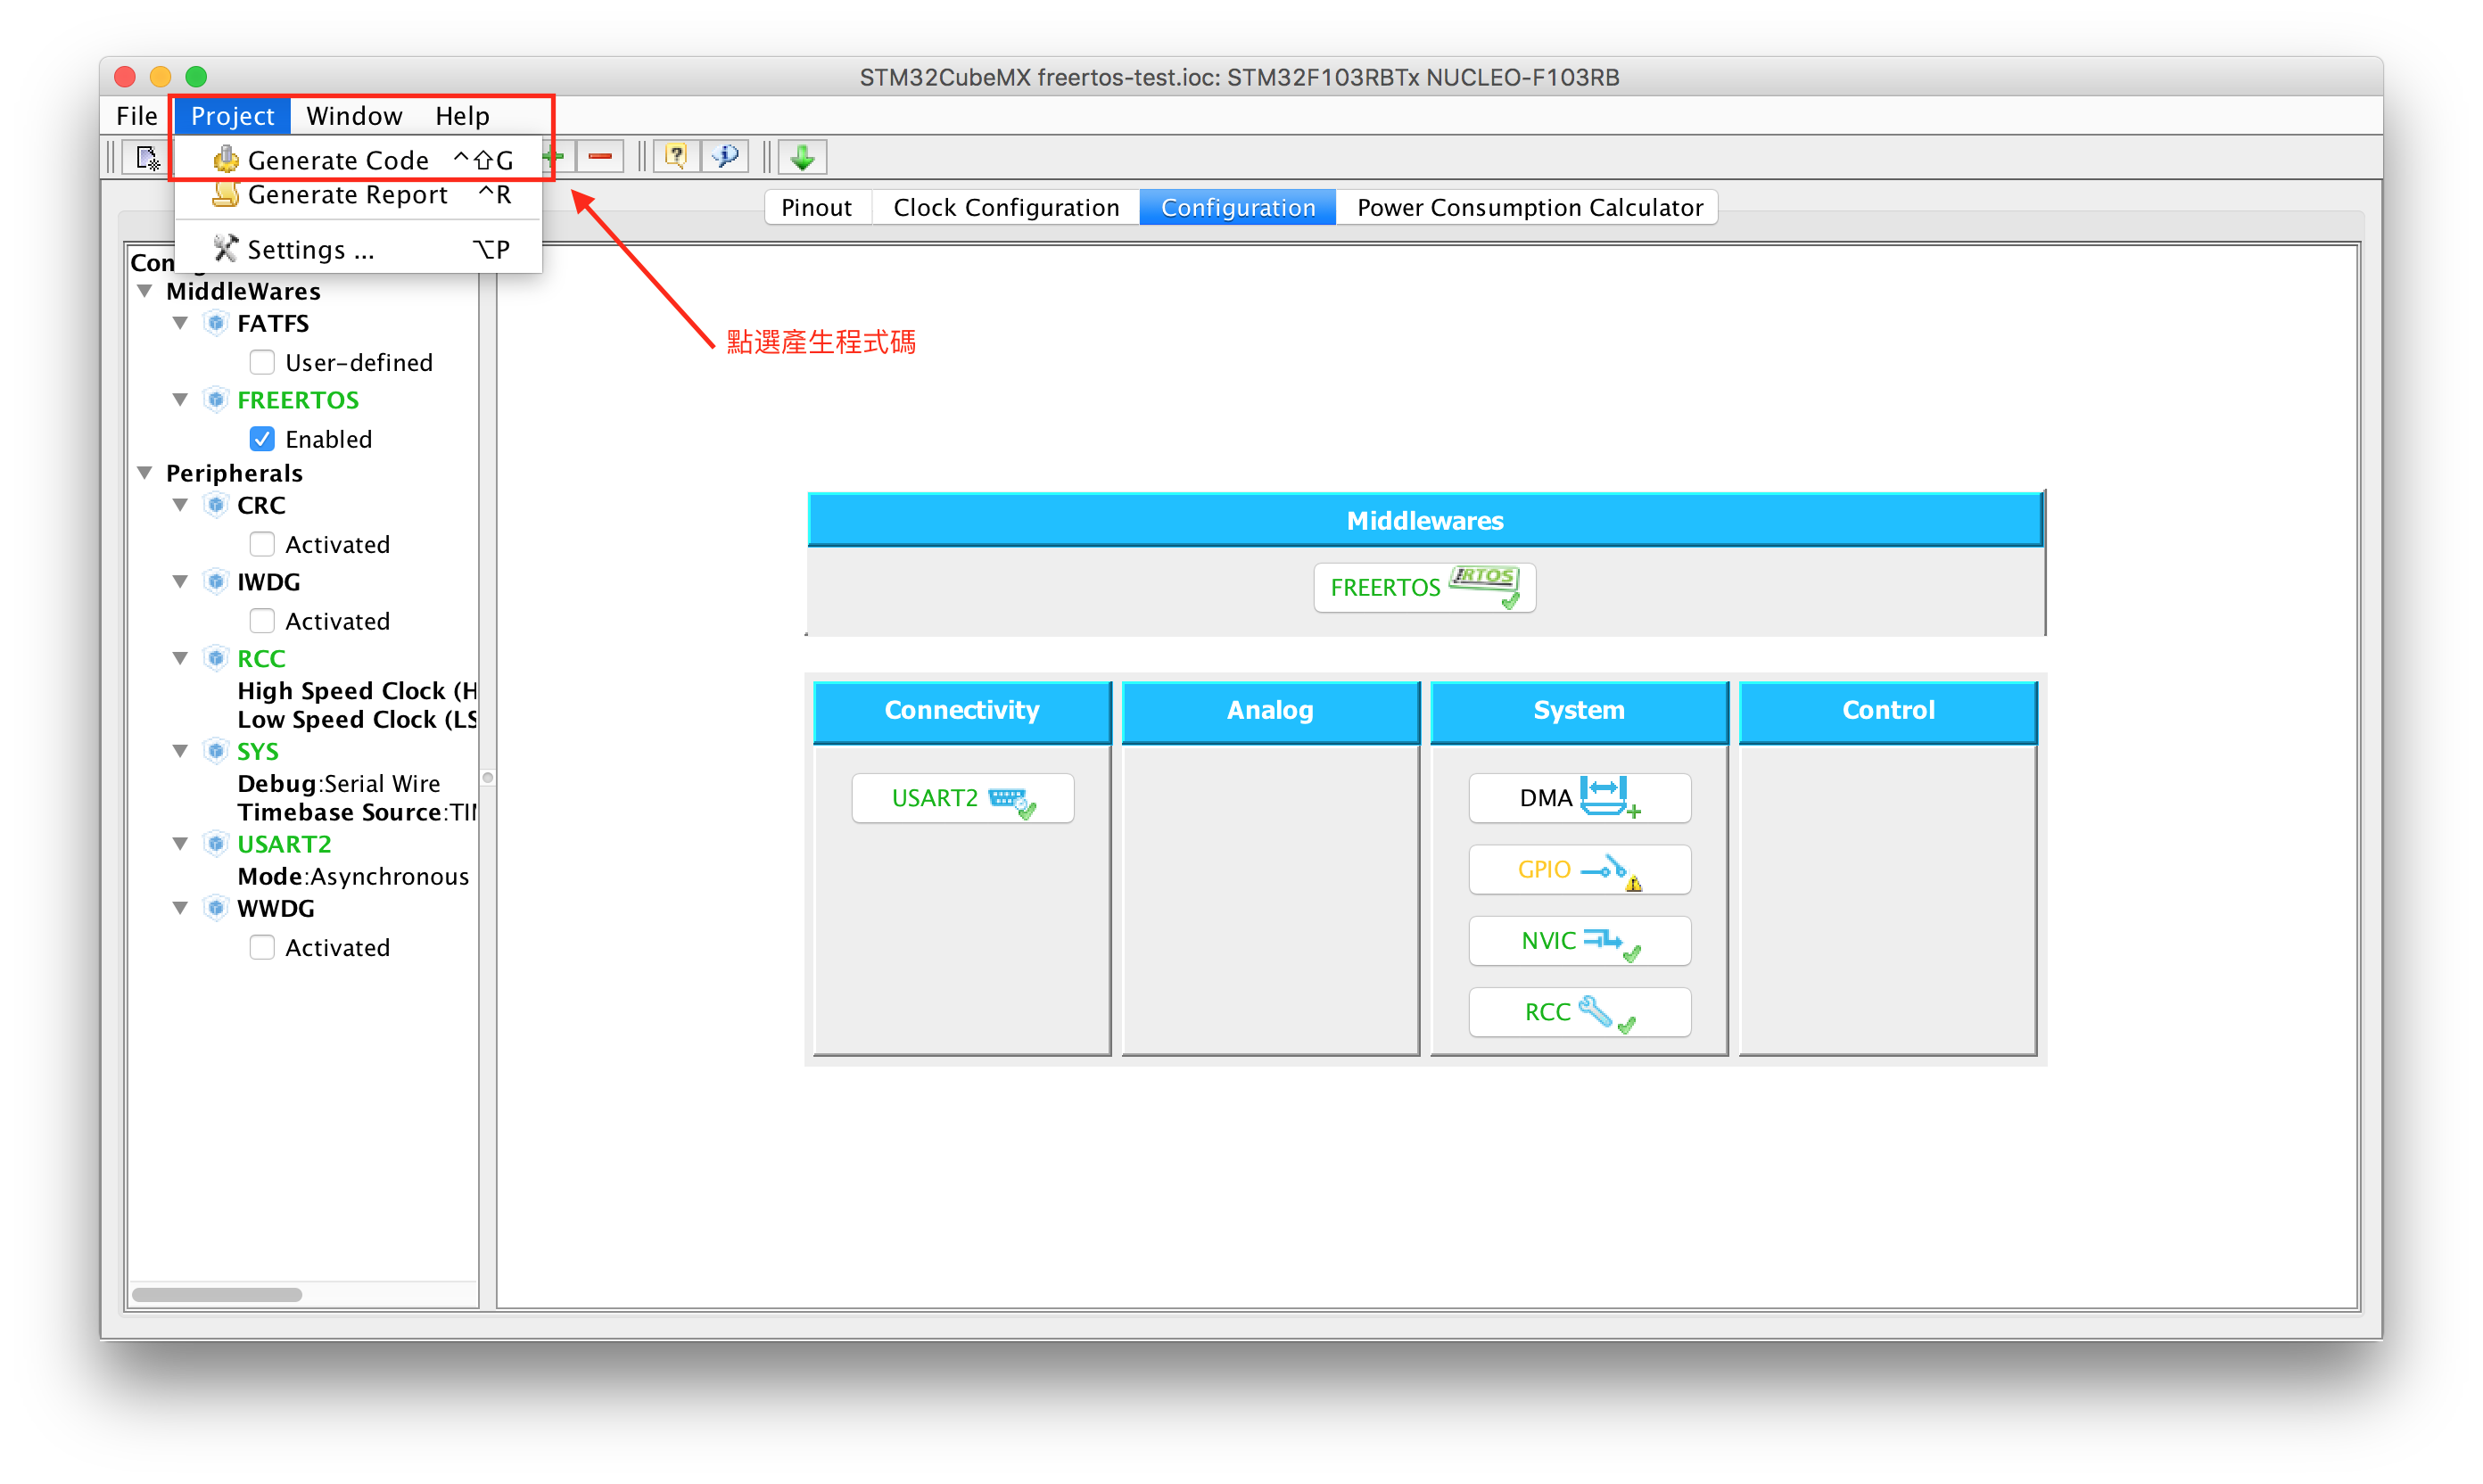 STM32CubeMX freertos-test.ioc: STM32F103RBTx NUCLEO-F103RB
File Project Window Help
Generate Code ^⇧G
Generate Report ^R
Settings ... ⌥P
Pinout Clock Configuration Configuration Power Consumption Calculator
點選產生程式碼
MiddleWares
FATFS
User-defined
FREERTOS
Enabled
Peripherals
CRC
Activated
IWDG
Activated
RCC
High Speed Clock (H
Low Speed Clock (LS
SYS
Debug:Serial Wire
Timebase Source:TIM
USART2
Mode:Asynchronous
WWDG
Activated
Middlewares
FREERTOS RTOS
Connectivity Analog System Control
USART2
DMA
GPIO
NVIC
RCC